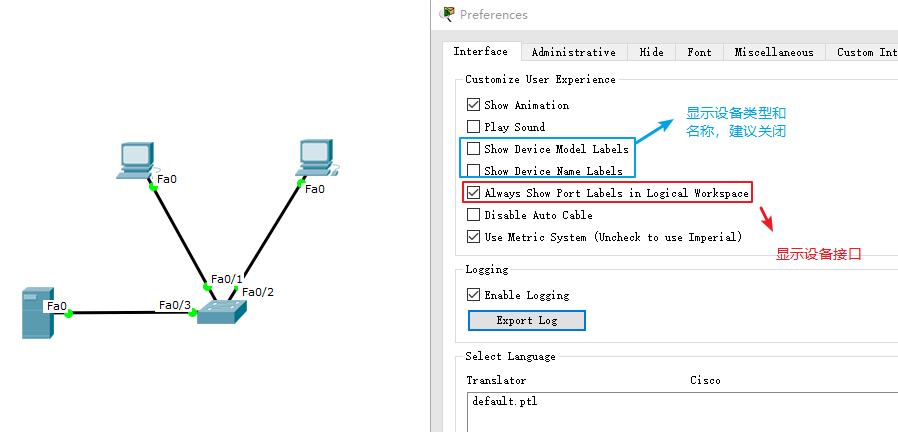 Preferences
Interface
Administrative
Hide
Font
Miscellaneous
Custom Int
Customize User Experience
Show Animation
Play Sound
Show Device Model Labels
Show Device Name Labels
Always Show Port Labels in Logical Workspace
Disable Auto Cable
Use Metric System (Uncheck to use Imperial)
显示设备类型和
名称，建议关闭
显示设备接口
Logging
Enable Logging
Export Log
Select Language
Translator
Cisco
default.ptl
Fa0
Fa0
Fa0/1
Fa0/2
Fa0/3
Fa0